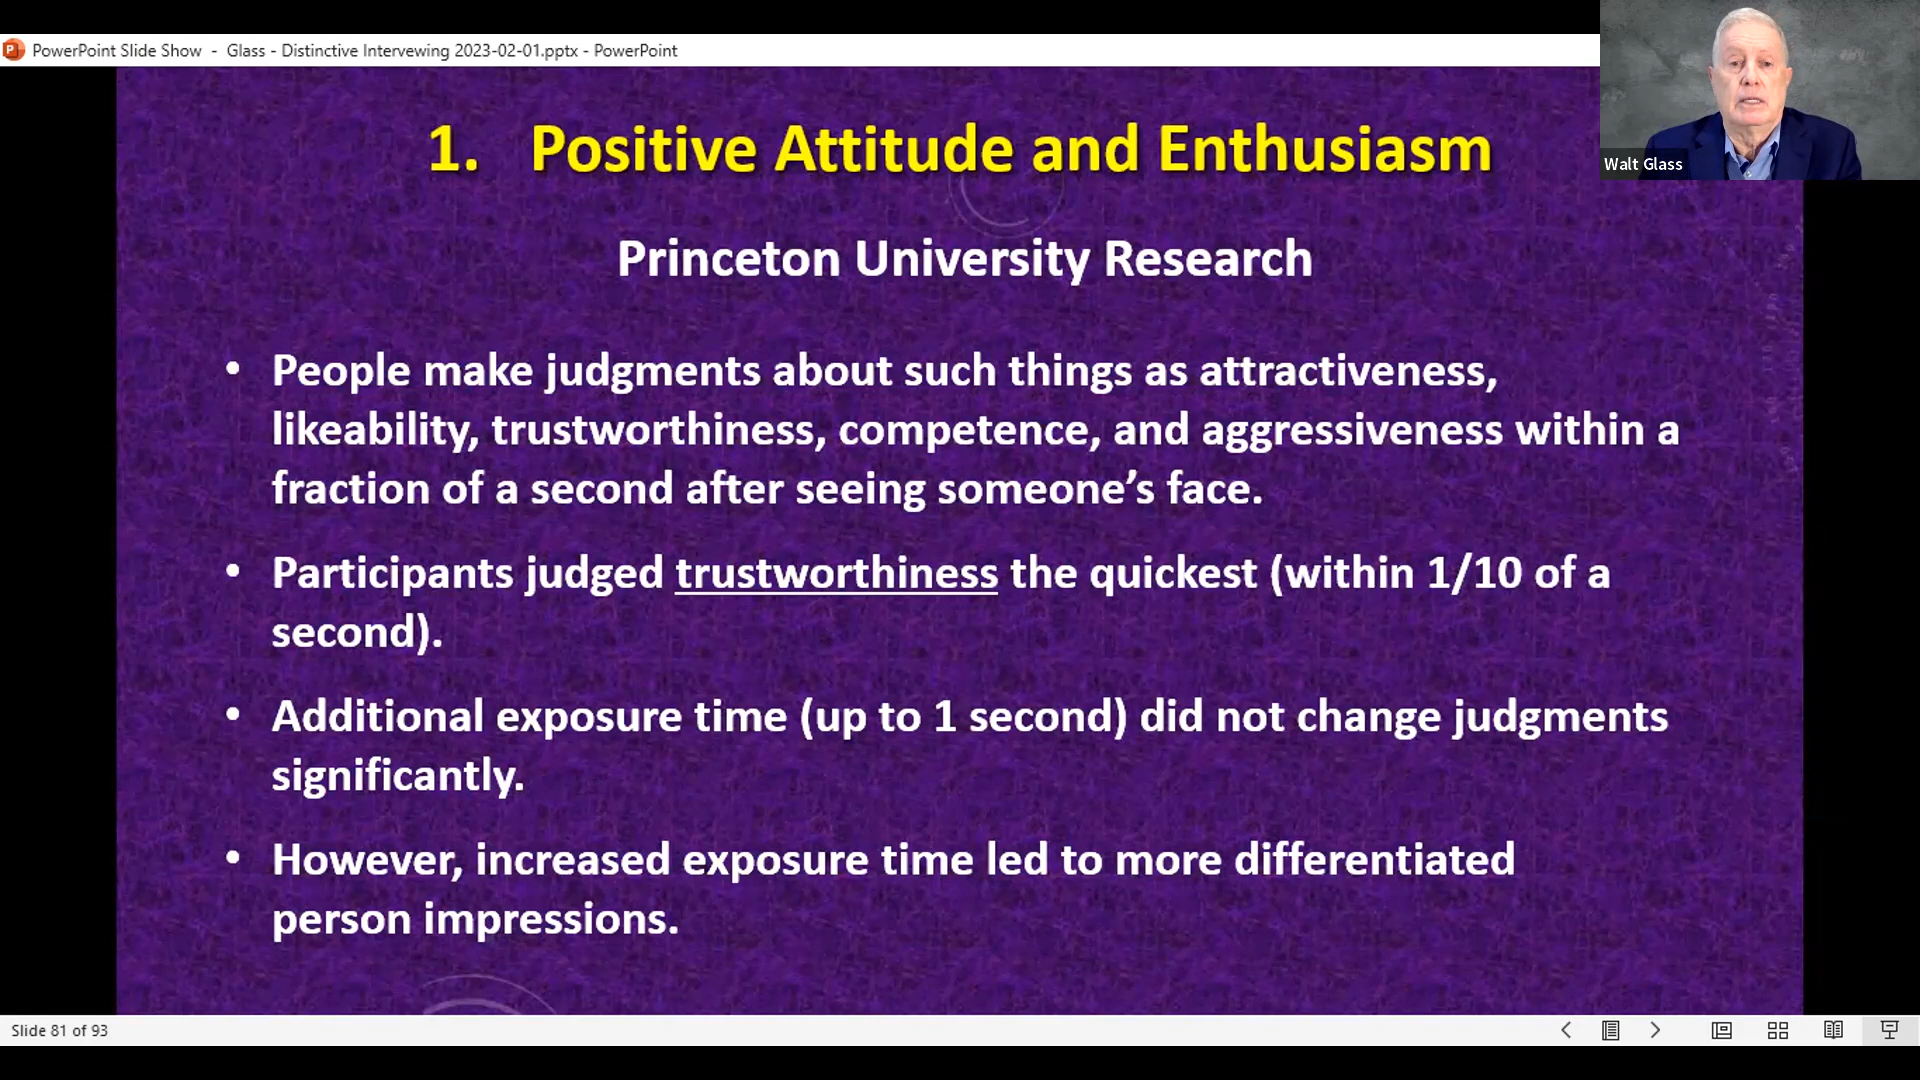 PowerPoint Slide Show - Glass - Distinctive Intervewing 2023-02-01.pptx - PowerPoint
Walt Glass
1. Positive Attitude and Enthusiasm
Princeton University Research
• People make judgments about such things as attractiveness,
likeability, trustworthiness, competence, and aggressiveness within a
fraction of a second after seeing someone’s face.
• Participants judged trustworthiness the quickest (within 1/10 of a
second).
• Additional exposure time (up to 1 second) did not change judgments
significantly.
• However, increased exposure time led to more differentiated
person impressions.
Slide 81 of 93